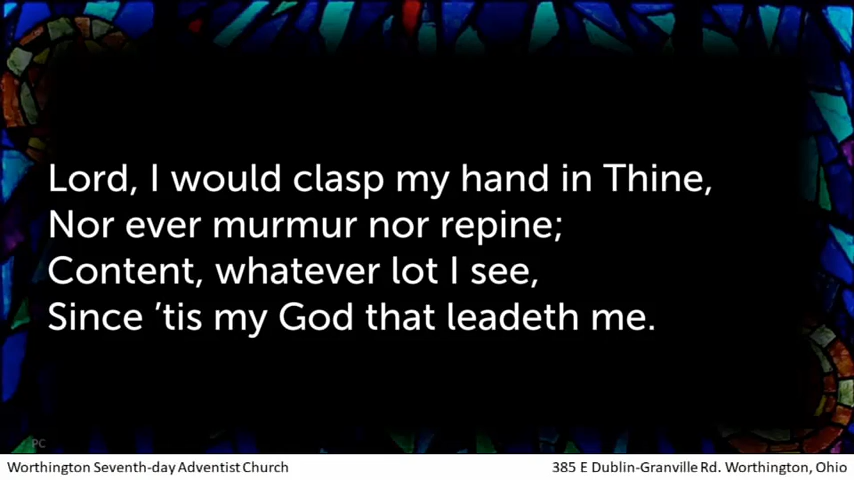 Lord, I would clasp my hand in Thine,
Nor ever murmur nor repine;
Content, whatever lot I see,
Since ’tis my God that leadeth me.
PC
Worthington Seventh-day Adventist Church
385 E Dublin-Granville Rd. Worthington, Ohio